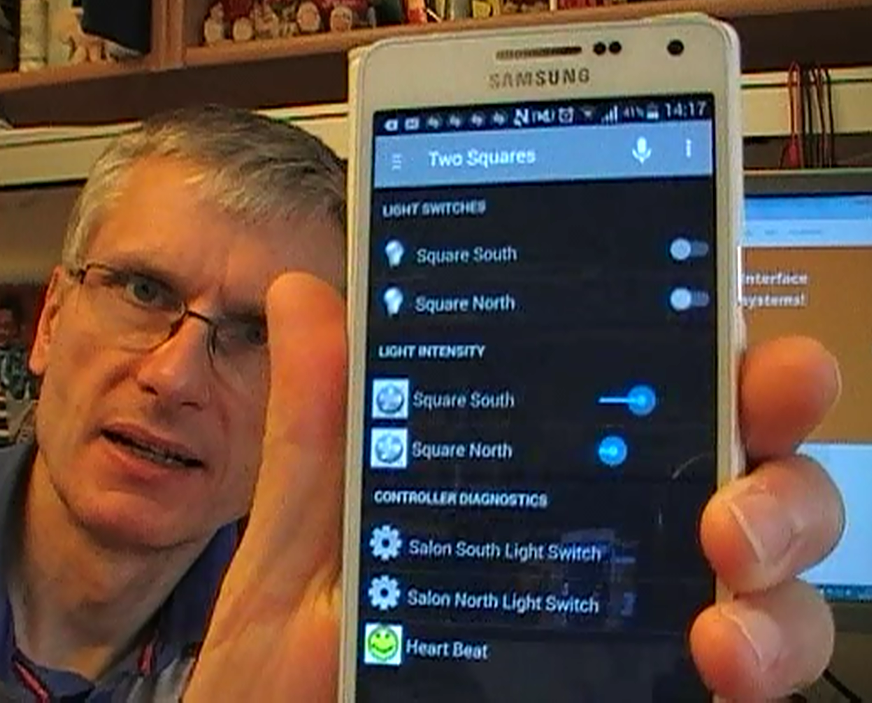 SAMSUNG
41% 14:17
Two Squares
LIGHT SWITCHES
Square South
Square North
LIGHT INTENSITY
Square South
Square North
CONTROLLER DIAGNOSTICS
Salon South Light Switch
Salon North Light Switch
Heart Beat
Interface
systems!